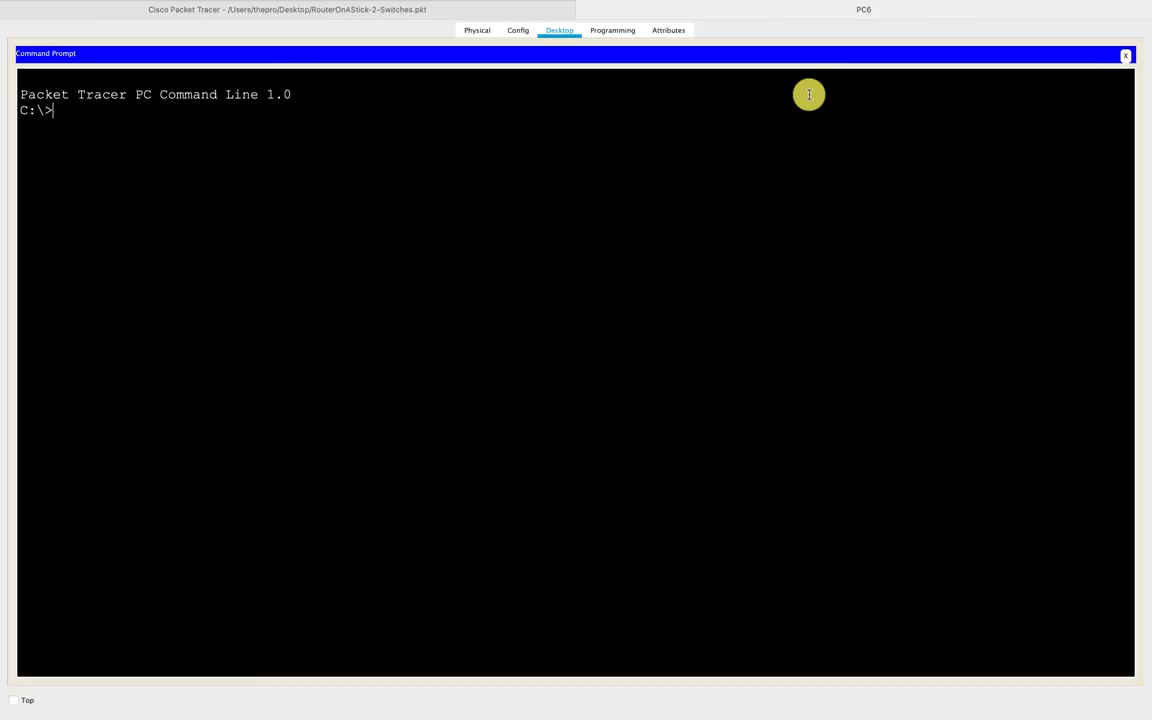 Cisco Packet Tracer - /Users/thepro/Desktop/RouterOnAStick-2-Switches.pkt
PC6
Physical Config Desktop Programming Attributes
Command Prompt
X
Packet Tracer PC Command Line 1.0
C:\>
Top